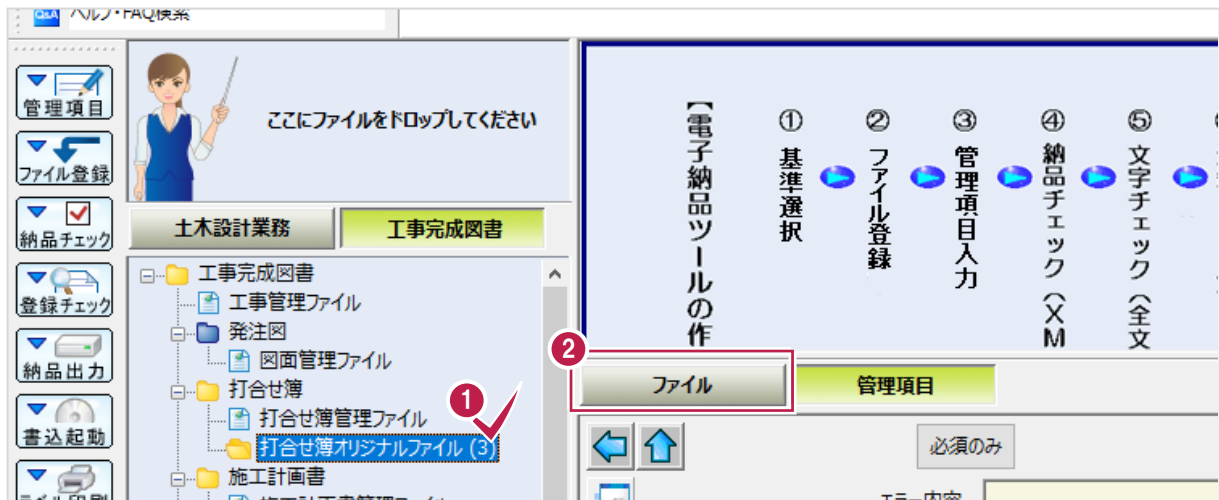 Q&A ヘルプ・FAQ検索
管理項目
ファイル登録
納品チェック
登録チェック
納品出力
書込起動
ここにファイルをドロップしてください
土木設計業務
工事完成図書
工事完成図書
工事管理ファイル
発注図
図面管理ファイル
打合せ簿
打合せ簿管理ファイル
1
打合せ簿オリジナルファイル (3)
施工計画書
【電子納品ツールの作
① 基準選択
② ファイル登録
③ 管理項目入力
④ 納品チェック（XM
⑤ 文字チェック（全文
2
ファイル
管理項目
必須のみ
エラー内容